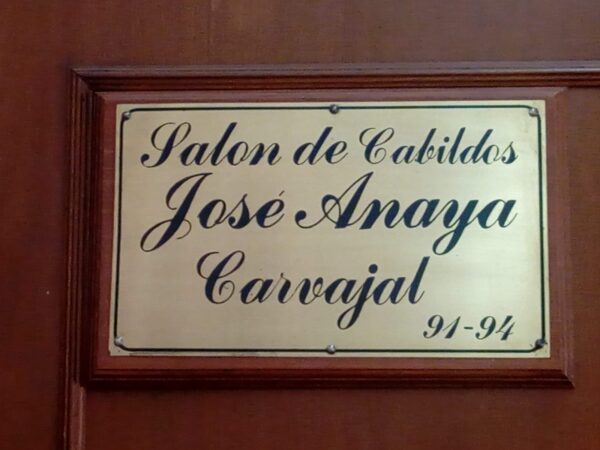 Salon de Cabildos
José Anaya
Carvajal
91-94